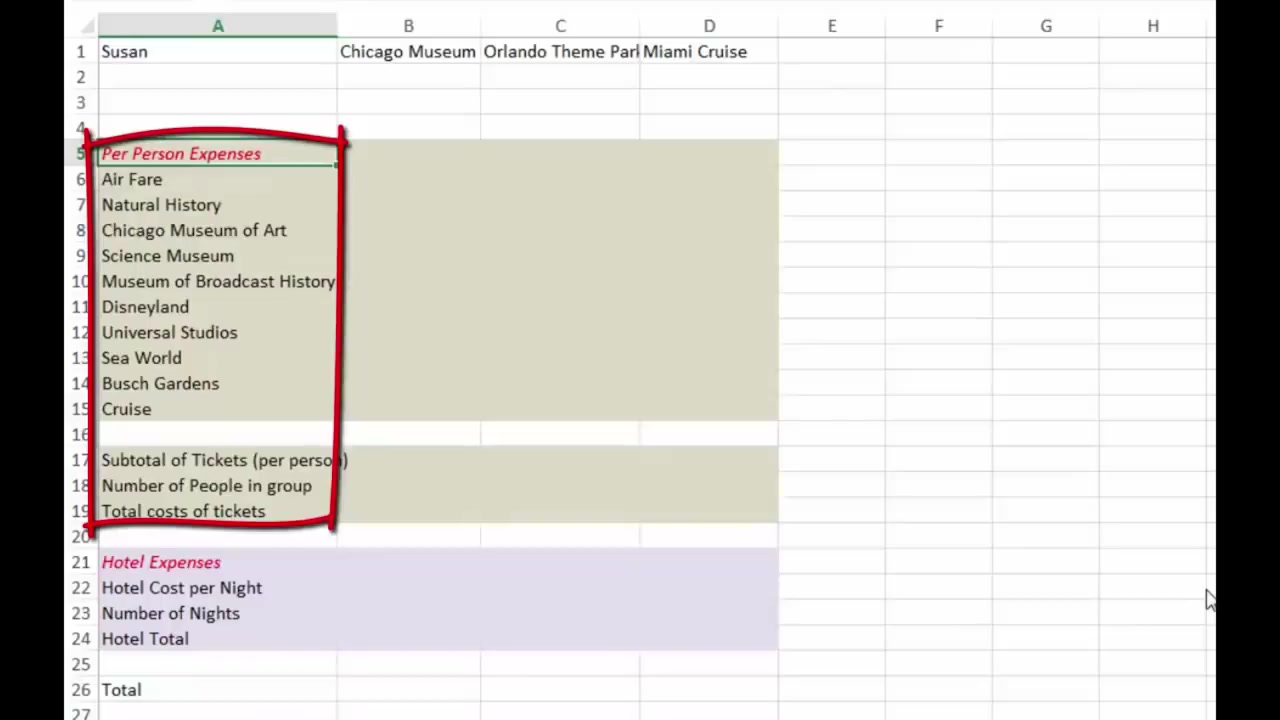 A B C D E F G H
1 Susan Chicago Museum Orlando Theme Parl Miami Cruise
2
3
4
5 Per Person Expenses
6 Air Fare
7 Natural History
8 Chicago Museum of Art
9 Science Museum
10 Museum of Broadcast History
11 Disneyland
12 Universal Studios
13 Sea World
14 Busch Gardens
15 Cruise
16
17 Subtotal of Tickets (per person)
18 Number of People in group
19 Total costs of tickets
20
21 Hotel Expenses
22 Hotel Cost per Night
23 Number of Nights
24 Hotel Total
25
26 Total
27